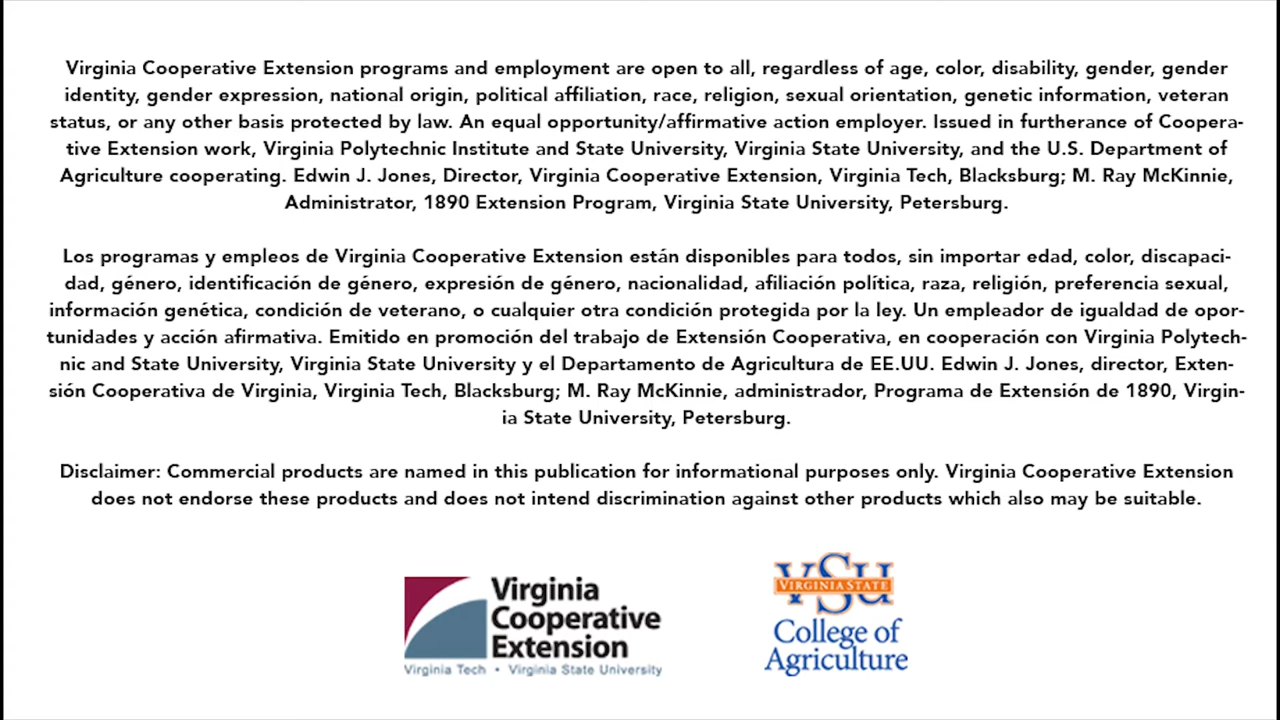 Virginia Cooperative Extension programs and employment are open to all, regardless of age, color, disability, gender, gender
identity, gender expression, national origin, political affiliation, race, religion, sexual orientation, genetic information, veteran
status, or any other basis protected by law. An equal opportunity/affirmative action employer. Issued in furtherance of Coopera-
tive Extension work, Virginia Polytechnic Institute and State University, Virginia State University, and the U.S. Department of
Agriculture cooperating. Edwin J. Jones, Director, Virginia Cooperative Extension, Virginia Tech, Blacksburg; M. Ray McKinnie,
Administrator, 1890 Extension Program, Virginia State University, Petersburg.
Los programas y empleos de Virginia Cooperative Extension están disponibles para todos, sin importar edad, color, discapaci-
dad, género, identificación de género, expresión de género, nacionalidad, afiliación política, raza, religión, preferencia sexual,
información genética, condición de veterano, o cualquier otra condición protegida por la ley. Un empleador de igualdad de opor-
tunidades y acción afirmativa. Emitido en promoción del trabajo de Extensión Cooperativa, en cooperación con Virginia Polytech-
nic and State University, Virginia State University y el Departamento de Agricultura de EE.UU. Edwin J. Jones, director, Exten-
sión Cooperativa de Virginia, Virginia Tech, Blacksburg; M. Ray McKinnie, administrador, Programa de Extensión de 1890, Virgin-
ia State University, Petersburg.
Disclaimer: Commercial products are named in this publication for informational purposes only. Virginia Cooperative Extension
does not endorse these products and does not intend discrimination against other products which also may be suitable.
Virginia
Cooperative
Extension
Virginia Tech • Virginia State University
VSU
VIRGINIA STATE
College of
Agriculture